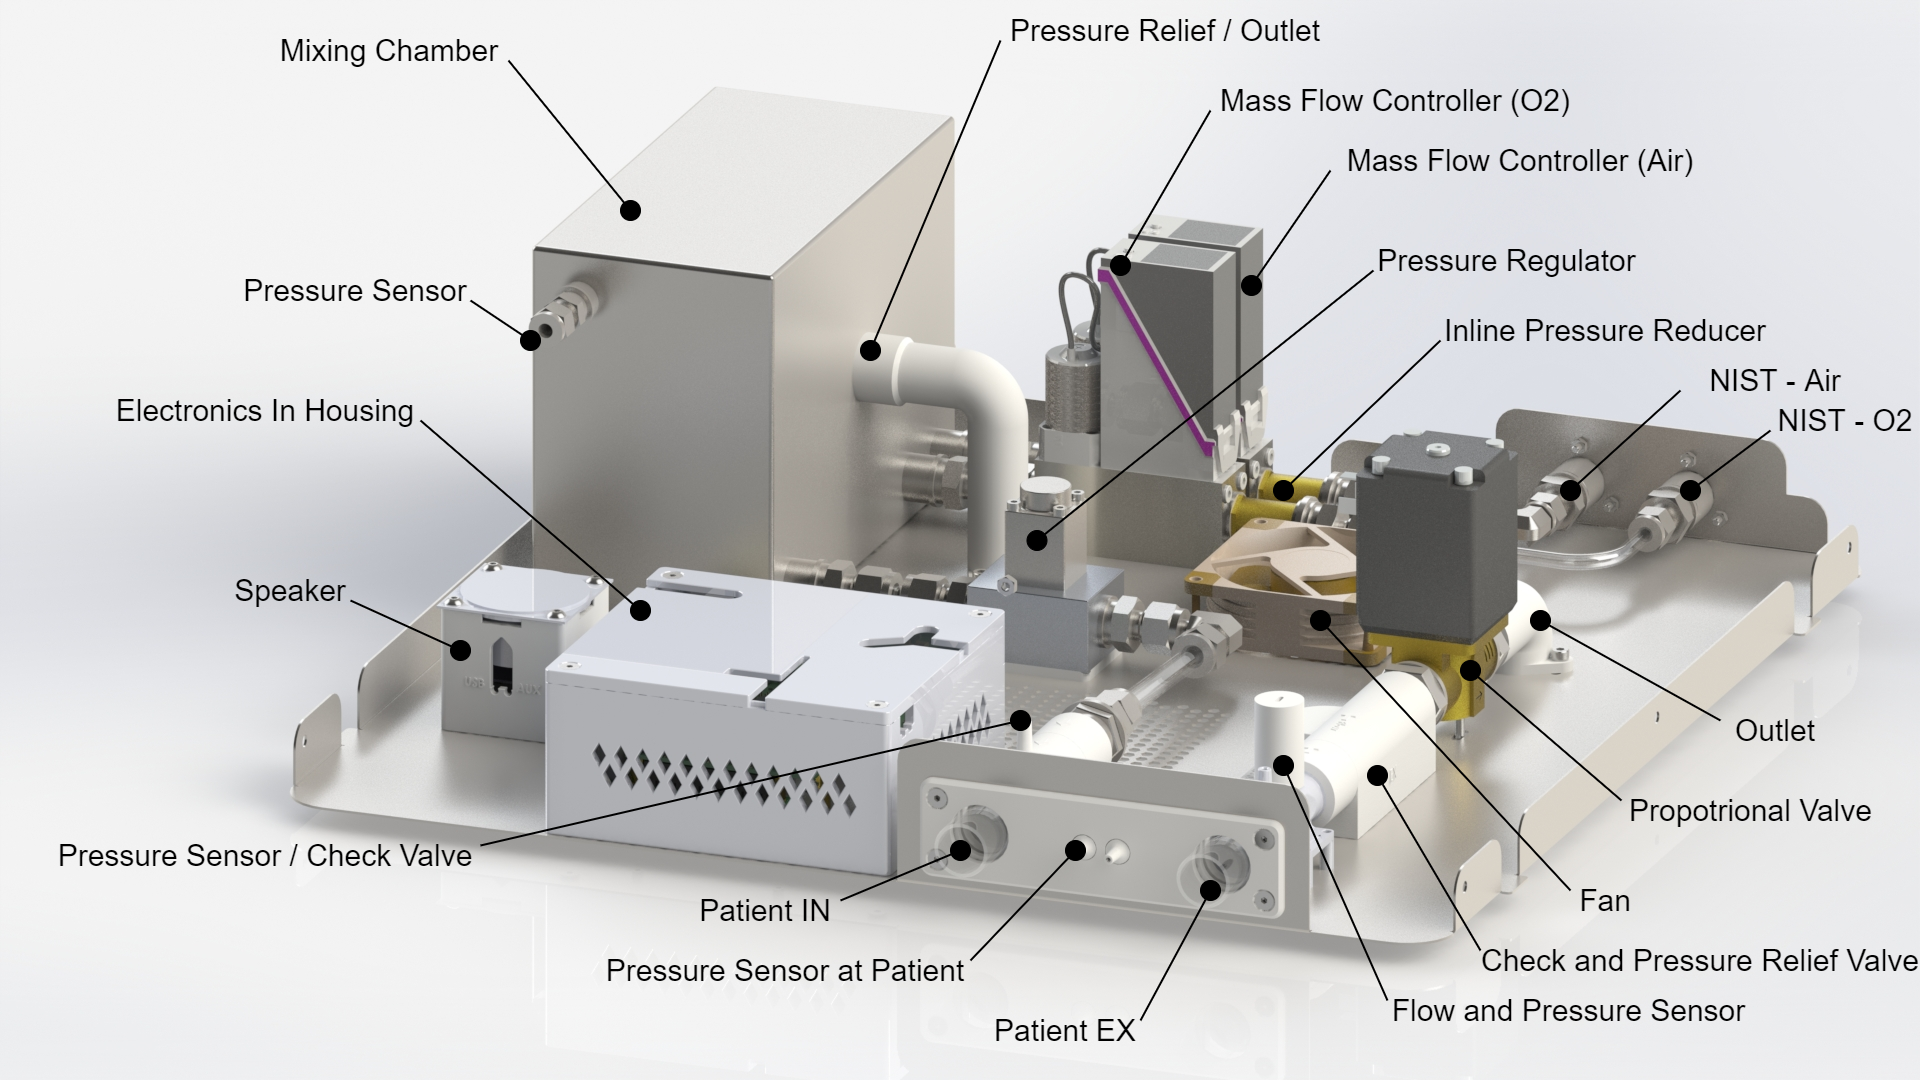 Pressure Relief / Outlet
Mixing Chamber
Mass Flow Controller (O2)
Mass Flow Controller (Air)
Pressure Regulator
Pressure Sensor
Inline Pressure Reducer
NIST - Air
NIST - O2
Electronics In Housing
Speaker
USB
AUX
Outlet
Propotrional Valve
Pressure Sensor / Check Valve
Fan
Patient IN
Check and Pressure Relief Valve
Pressure Sensor at Patient
Flow and Pressure Sensor
Patient EX